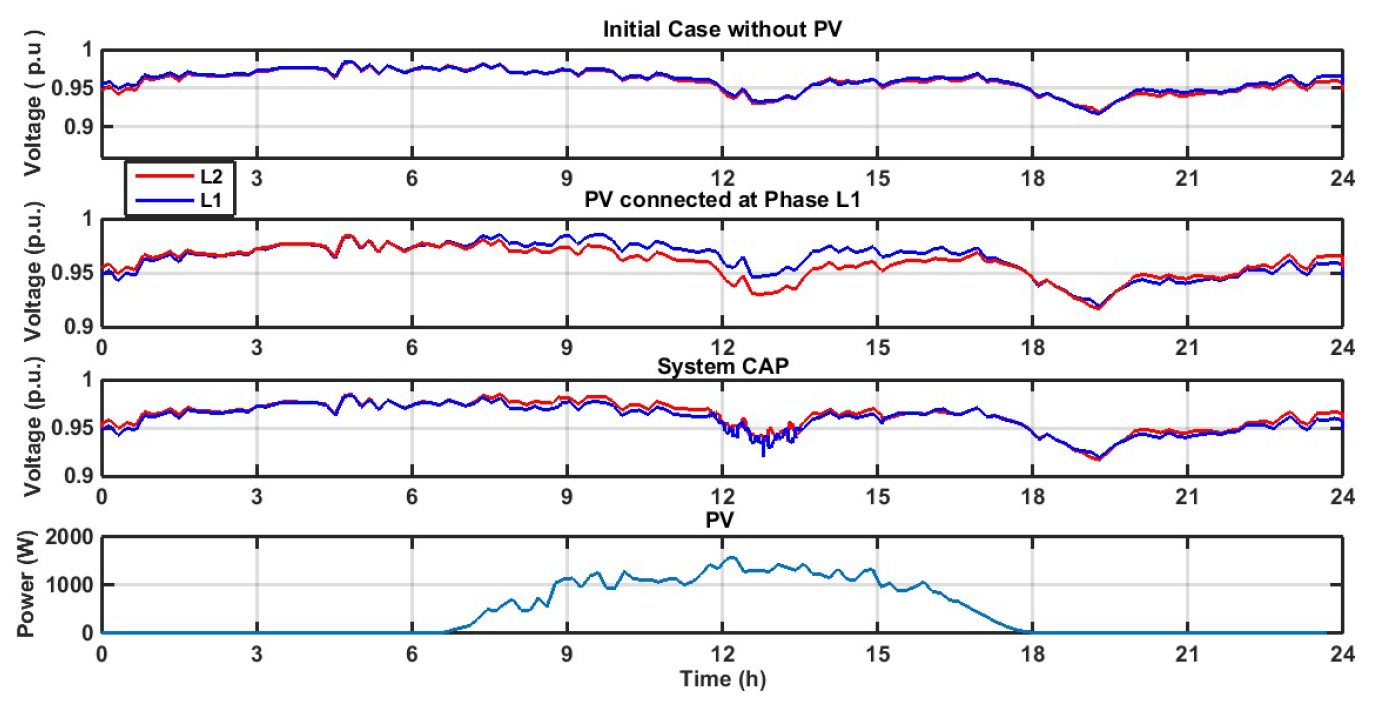 Initial Case without PV
Voltage ( p.u )
1
0.95
0.9
3 6 9 12 15 18 21 24
L2
L1
PV connected at Phase L1
Voltage (p.u.)
1
0.95
0.9
0 3 6 9 12 15 18 21 24
System CAP
Voltage (p.u.)
1
0.95
0.9
0 3 6 9 12 15 18 21 24
PV
Power (W)
2000
1000
0
0 3 6 9 12 15 18 21 24
Time (h)